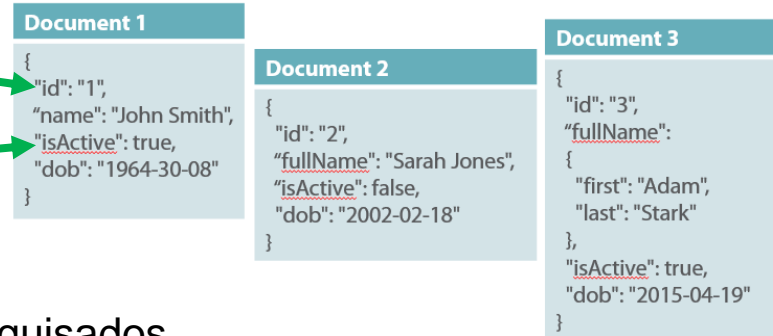 Document 1
{
"id": "1",
“name": "John Smith",
"isActive": true,
"dob": "1964-30-08"
}
Document 2
{
"id": "2",
“fullName": "Sarah Jones",
“isActive": false,
"dob": "2002-02-18"
}
Document 3
{
"id": "3",
“fullName":
{
"first": "Adam",
"last": "Stark"
},
"isActive": true,
"dob": "2015-04-19"
}
quisados